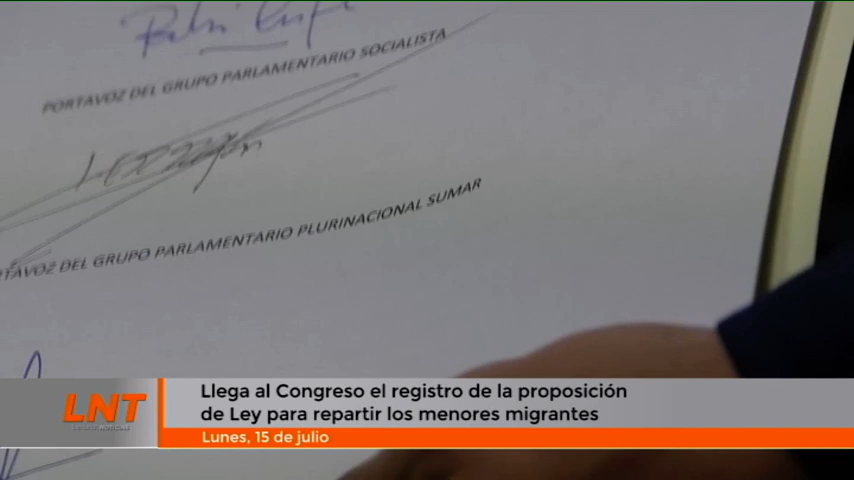 PORTAVOZ DEL GRUPO PARLAMENTARIO SOCIALISTA
PORTAVOZ DEL GRUPO PARLAMENTARIO PLURINACIONAL SUMAR
LNT
Llega al Congreso el registro de la proposición
de Ley para repartir los menores migrantes
Lunes, 15 de julio